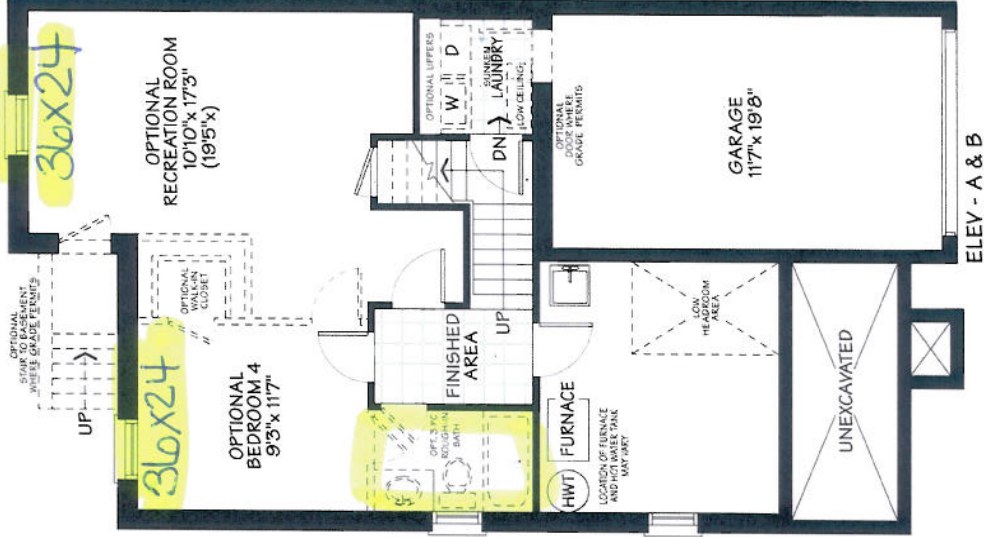 36x24
OPTIONAL
RECREATION ROOM
10'10" x 17'3"
(19'5"x)
OPTIONAL UPPERS
W D
SUNKEN
LAUNDRY
LOW CEILING
DN
OPTIONAL
DOOR WHERE
GRADE PERMITS
GARAGE
11'7" x 19'8"
ELEV - A & B
OPTIONAL
STAIR TO BASEMENT
WHERE GRADE PERMITS
UP
OPTIONAL
WALK-IN
CLOSET
36x24
OPTIONAL
BEDROOM 4
9'3" x 11'7"
FINISHED
AREA
UP
OPT. 3 PC
ROUGH-IN
BATH
LOW
HEADROOM
AREA
FURNACE
HWT
LOCATION OF FURNACE
AND HOT WATER TANK
MAY VARY
UNEXCAVATED